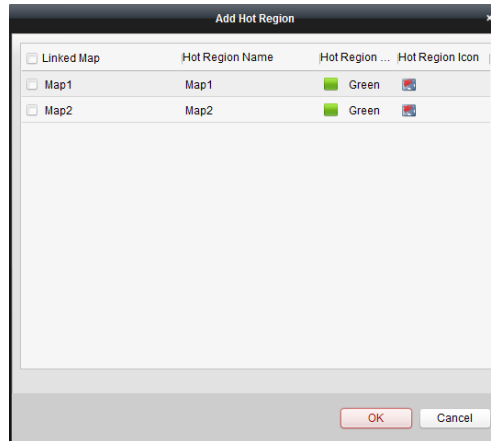 Add Hot Region
Linked Map Hot Region Name Hot Region ... Hot Region Icon
Map1 Map1 Green
Map2 Map2 Green
OK Cancel